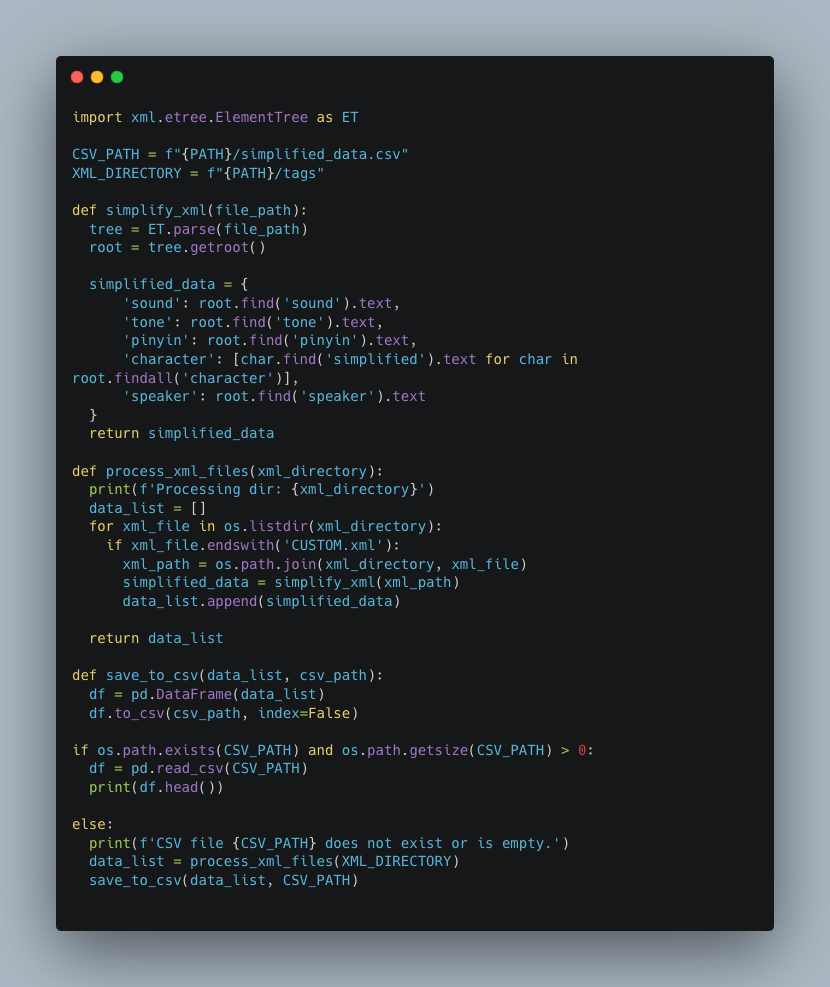 import xml.etree.ElementTree as ET

CSV_PATH = f"{PATH}/simplified_data.csv"
XML_DIRECTORY = f"{PATH}/tags"

def simplify_xml(file_path):
  tree = ET.parse(file_path)
  root = tree.getroot()

  simplified_data = {
      'sound': root.find('sound').text,
      'tone': root.find('tone').text,
      'pinyin': root.find('pinyin').text,
      'character': [char.find('simplified').text for char in
root.findall('character')],
      'speaker': root.find('speaker').text
  }
  return simplified_data

def process_xml_files(xml_directory):
  print(f'Processing dir: {xml_directory}')
  data_list = []
  for xml_file in os.listdir(xml_directory):
    if xml_file.endswith('CUSTOM.xml'):
      xml_path = os.path.join(xml_directory, xml_file)
      simplified_data = simplify_xml(xml_path)
      data_list.append(simplified_data)

  return data_list

def save_to_csv(data_list, csv_path):
  df = pd.DataFrame(data_list)
  df.to_csv(csv_path, index=False)

if os.path.exists(CSV_PATH) and os.path.getsize(CSV_PATH) > 0:
  df = pd.read_csv(CSV_PATH)
  print(df.head())

else:
  print(f'CSV file {CSV_PATH} does not exist or is empty.')
  data_list = process_xml_files(XML_DIRECTORY)
  save_to_csv(data_list, CSV_PATH)